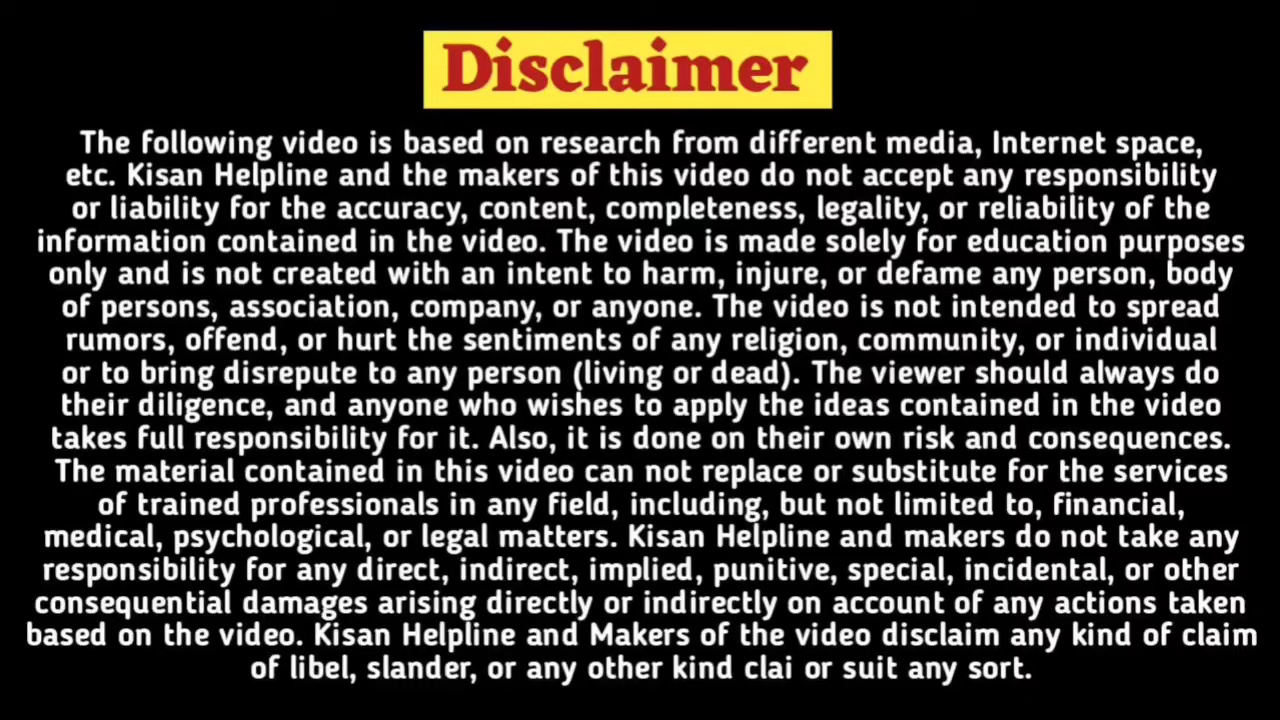 Disclaimer
The following video is based on research from different media, Internet space,
etc. Kisan Helpline and the makers of this video do not accept any responsibility
or liability for the accuracy, content, completeness, legality, or reliability of the
information contained in the video. The video is made solely for education purposes
only and is not created with an intent to harm, injure, or defame any person, body
of persons, association, company, or anyone. The video is not intended to spread
rumors, offend, or hurt the sentiments of any religion, community, or individual
or to bring disrepute to any person (living or dead). The viewer should always do
their diligence, and anyone who wishes to apply the ideas contained in the video
takes full responsibility for it. Also, it is done on their own risk and consequences.
The material contained in this video can not replace or substitute for the services
of trained professionals in any field, including, but not limited to, financial,
medical, psychological, or legal matters. Kisan Helpline and makers do not take any
responsibility for any direct, indirect, implied, punitive, special, incidental, or other
consequential damages arising directly or indirectly on account of any actions taken
based on the video. Kisan Helpline and Makers of the video disclaim any kind of claim
of libel, slander, or any other kind clai or suit any sort.